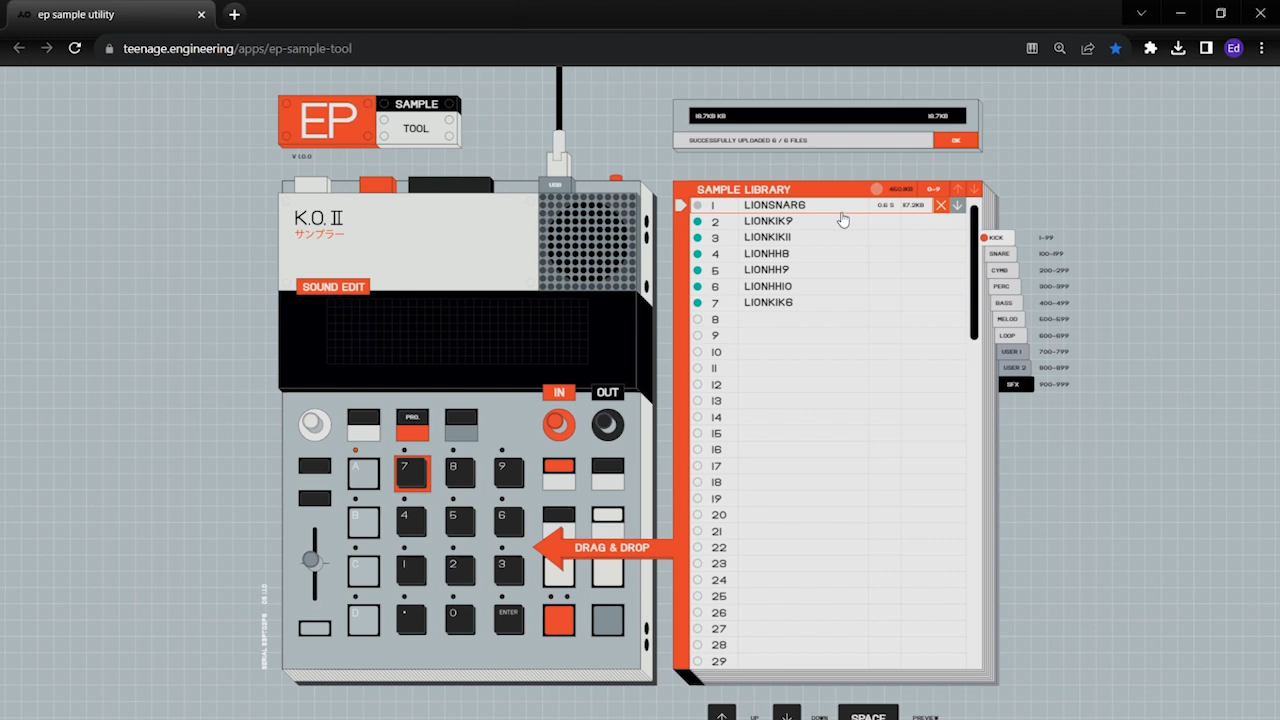 ep sample utility
teenage.engineering/apps/ep-sample-tool
Ed
EP
SAMPLE
TOOL
V 1.0.0
USB
K.O.II
サンプラー
SOUND EDIT
IN
OUT
PRO.
A
7
8
9
B
4
5
6
C
1
2
3
D
.
0
ENTER
DRAG & DROP
18.7KB
SUCCESSFULLY UPLOADED 6 / 6 FILES
OK
SAMPLE LIBRARY
0-9
1 LIONSNAR6 0.6 S
2 LIONKIK9
3 LIONKIK11
4 LIONHH8
5 LIONHH9
6 LIONHH10
7 LIONKIK6
8
9
10
11
12
13
14
15
16
17
18
19
20
21
22
23
24
25
26
27
28
29
KICK 1-99
SNARE 100-199
CYMB 200-299
PERC 300-399
BASS 400-499
MELOD 500-599
LOOP 600-699
USER 1 700-799
USER 2 800-899
SFX 900-999
UP
DOWN
SPACE
PREVIEW